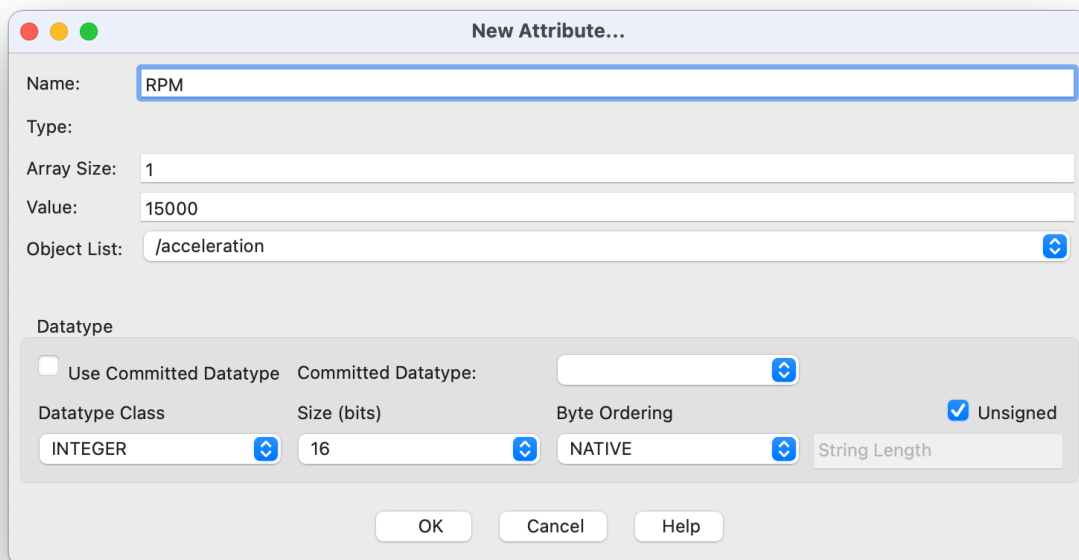 New Attribute...
Name: RPM
Type:
Array Size: 1
Value: 15000
Object List: /acceleration
Datatype
Use Committed Datatype Committed Datatype:
Datatype Class Size (bits) Byte Ordering Unsigned
INTEGER 16 NATIVE String Length
OK Cancel Help